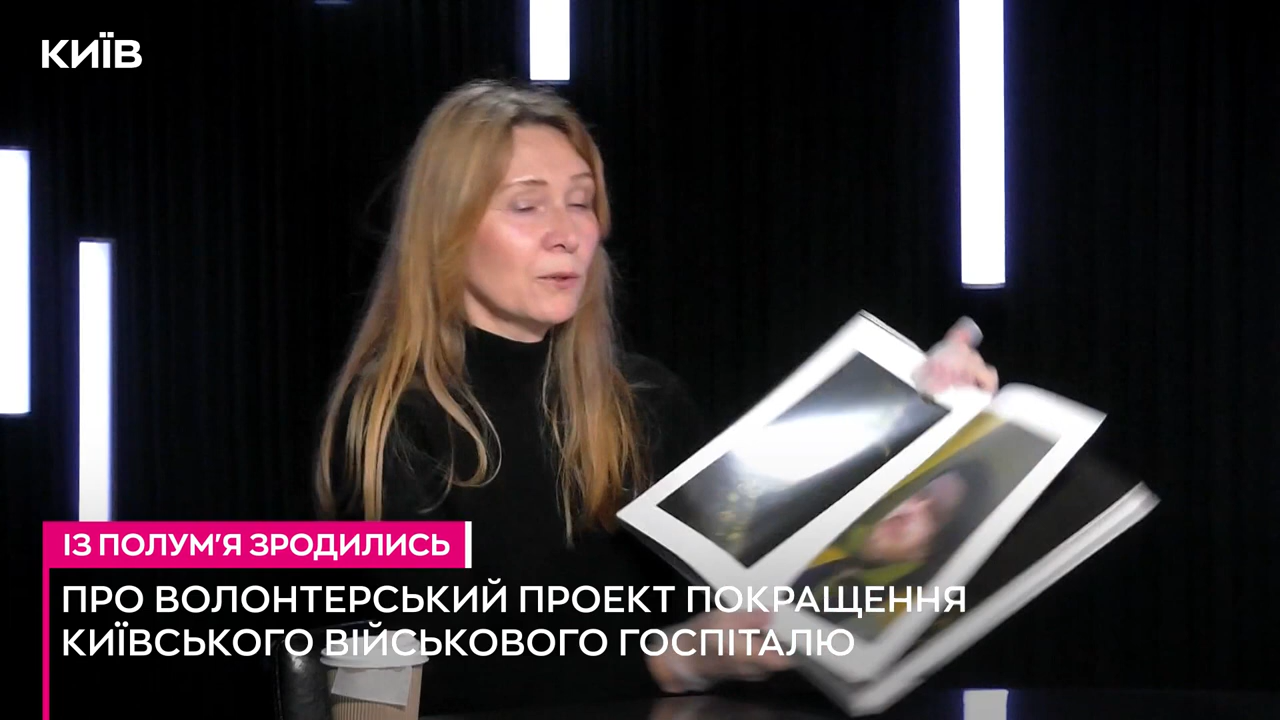 КИЇВ
ІЗ ПОЛУМ'Я ЗРОДИЛИСЬ
ПРО ВОЛОНТЕРСЬКИЙ ПРОЕКТ ПОКРАЩЕННЯ
КИЇВСЬКОГО ВІЙСЬКОВОГО ГОСПІТАЛЮ